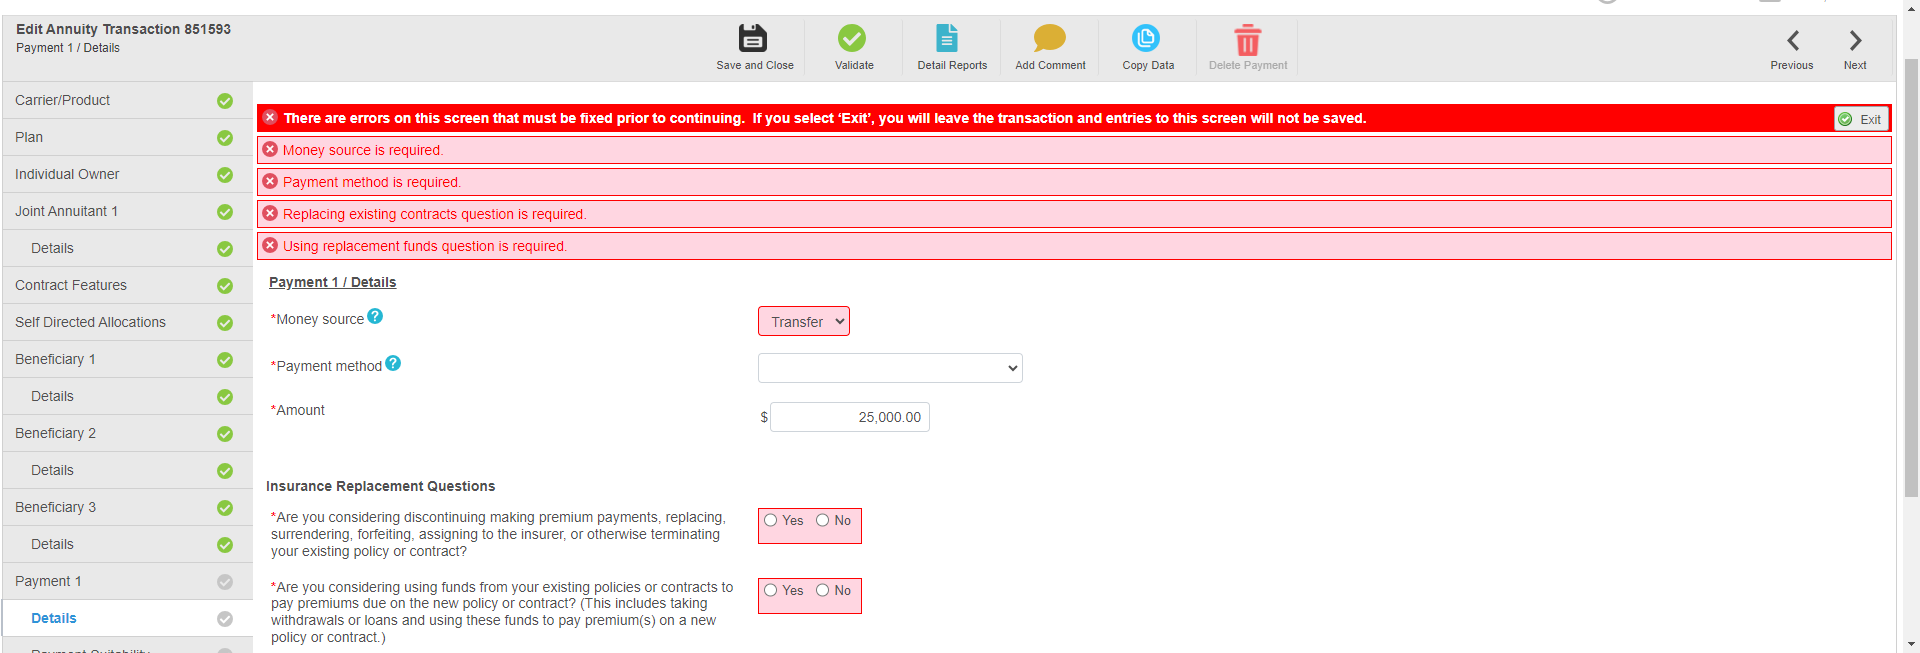 Edit Annuity Transaction 851593
Payment 1 / Details
Save and Close
Validate
Detail Reports
Add Comment
Copy Data
Delete Payment
Previous
Next
Carrier/Product
Plan
Individual Owner
Joint Annuitant 1
Details
Contract Features
Self Directed Allocations
Beneficiary 1
Details
Beneficiary 2
Details
Beneficiary 3
Details
Payment 1
Details
Payment Suitability
There are errors on this screen that must be fixed prior to continuing.  If you select ‘Exit’, you will leave the transaction and entries to this screen will not be saved.
Exit
Money source is required.
Payment method is required.
Replacing existing contracts question is required.
Using replacement funds question is required.
Payment 1 / Details
*Money source ?
Transfer
*Payment method ?
*Amount
$ 25,000.00
Insurance Replacement Questions
*Are you considering discontinuing making premium payments, replacing,
surrendering, forfeiting, assigning to the insurer, or otherwise terminating
your existing policy or contract?
Yes No
*Are you considering using funds from your existing policies or contracts to
pay premiums due on the new policy or contract? (This includes taking
withdrawals or loans and using these funds to pay premium(s) on a new
policy or contract.)
Yes No